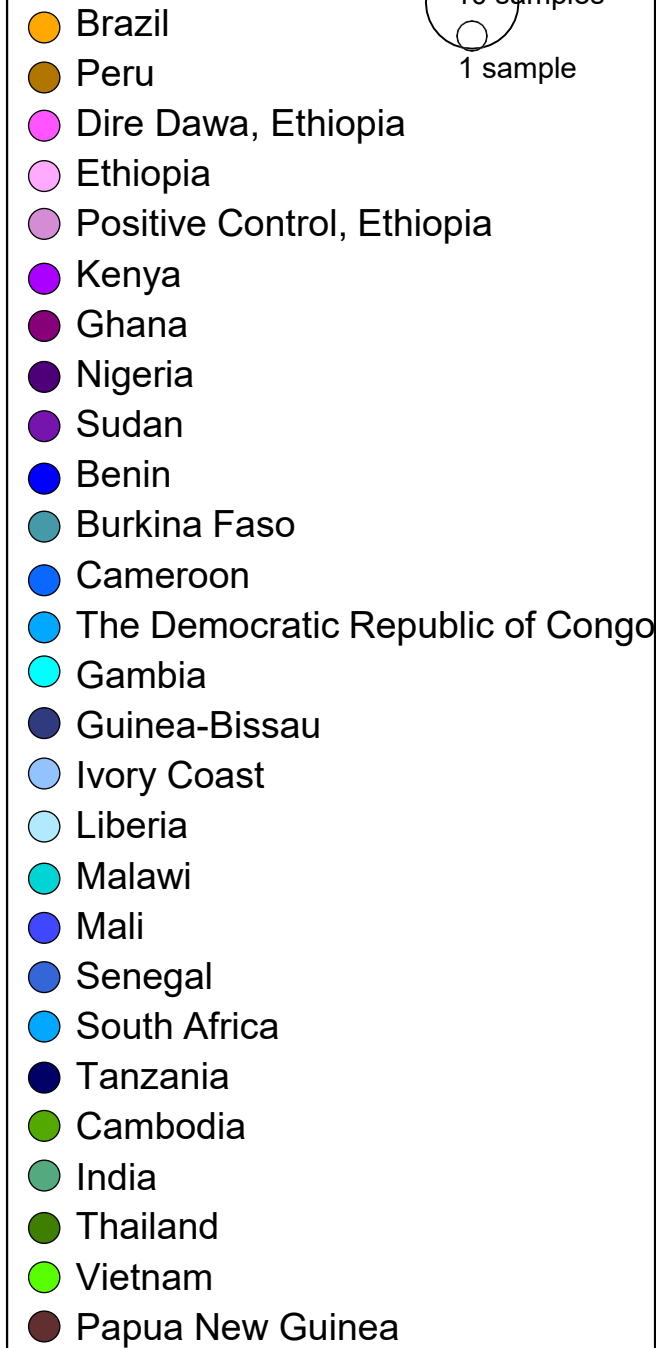 10 samples
Brazil
1 sample
Peru
Dire Dawa, Ethiopia
Ethiopia
Positive Control, Ethiopia
Kenya
Ghana
Nigeria
Sudan
Benin
Burkina Faso
Cameroon
The Democratic Republic of Congo
Gambia
Guinea-Bissau
Ivory Coast
Liberia
Malawi
Mali
Senegal
South Africa
Tanzania
Cambodia
India
Thailand
Vietnam
Papua New Guinea